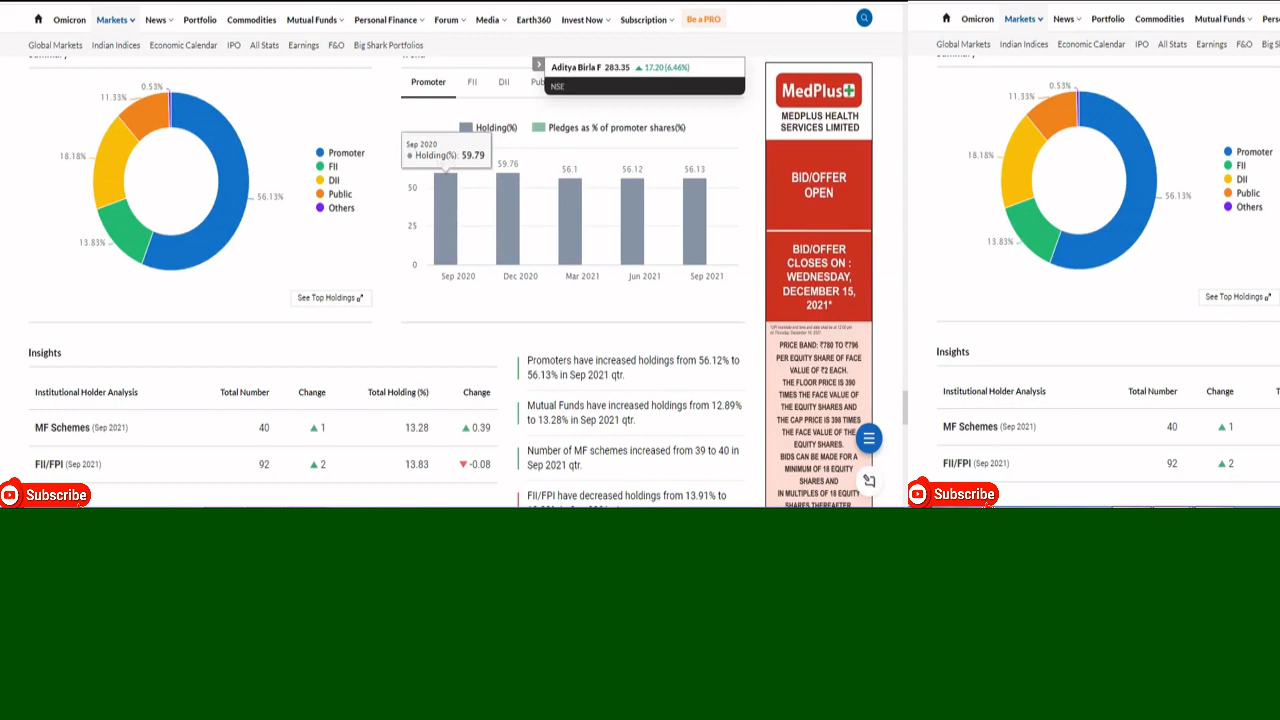 Omicron Markets News Portfolio Commodities Mutual Funds Personal Finance Forum Media Earth360 Invest Now Subscription Be a PRO
Global Markets Indian Indices Economic Calendar IPO All Stats Earnings F&O Big Shark Portfolios
0.53%
11.33%
18.18%
56.13%
13.83%
Promoter
FII
DII
Public
Others
See Top Holdings
Promoter FII DII
Aditya Birla F 283.35 17.20 (6.46%)
NSE
Holding(%) Pledges as % of promoter shares(%)
Sep 2020
Holding(%): 59.79
59.76 56.1 56.12 56.13
50
25
0
Sep 2020 Dec 2020 Mar 2021 Jun 2021 Sep 2021
Insights
Institutional Holder Analysis Total Number Change Total Holding (%) Change
MF Schemes (Sep 2021) 40 1 13.28 0.39
FII/FPI (Sep 2021) 92 2 13.83 -0.08
Subscribe
Promoters have increased holdings from 56.12% to
56.13% in Sep 2021 qtr.
Mutual Funds have increased holdings from 12.89%
to 13.28% in Sep 2021 qtr.
Number of MF schemes increased from 39 to 40 in
Sep 2021 qtr.
FII/FPI have decreased holdings from 13.91% to
MedPlus
MEDPLUS HEALTH
SERVICES LIMITED
BID/OFFER
OPEN
BID/OFFER
CLOSES ON :
WEDNESDAY,
DECEMBER 15,
2021*
PRICE BAND: ₹780 TO ₹796
PER EQUITY SHARE OF FACE
VALUE OF ₹2 EACH.
THE FLOOR PRICE IS 390
TIMES THE FACE VALUE OF
THE EQUITY SHARES AND
THE CAP PRICE IS 398 TIMES
THE FACE VALUE OF THE
EQUITY SHARES.
BIDS CAN BE MADE FOR A
MINIMUM OF 18 EQUITY
SHARES AND
IN MULTIPLES OF 18 EQUITY
SHARES THEREAFTER
Omicron Markets News Portfolio Commodities Mutual Funds
Global Markets Indian Indices Economic Calendar IPO All Stats Earnings F&O
0.53%
11.33%
18.18%
56.13%
13.83%
Promoter
FII
DII
Public
Others
See Top Holdings
Insights
Institutional Holder Analysis Total Number Change
MF Schemes (Sep 2021) 40 1
FII/FPI (Sep 2021) 92 2
Subscribe